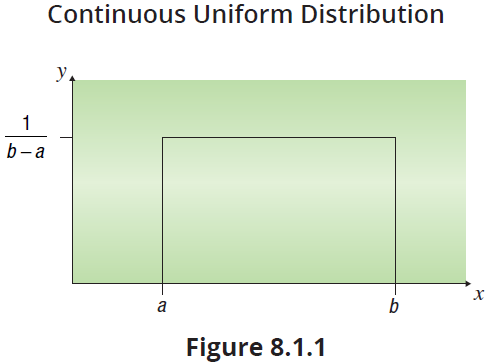 Continuous Uniform Distribution
y
1
b – a
a
b
x
Figure 8.1.1